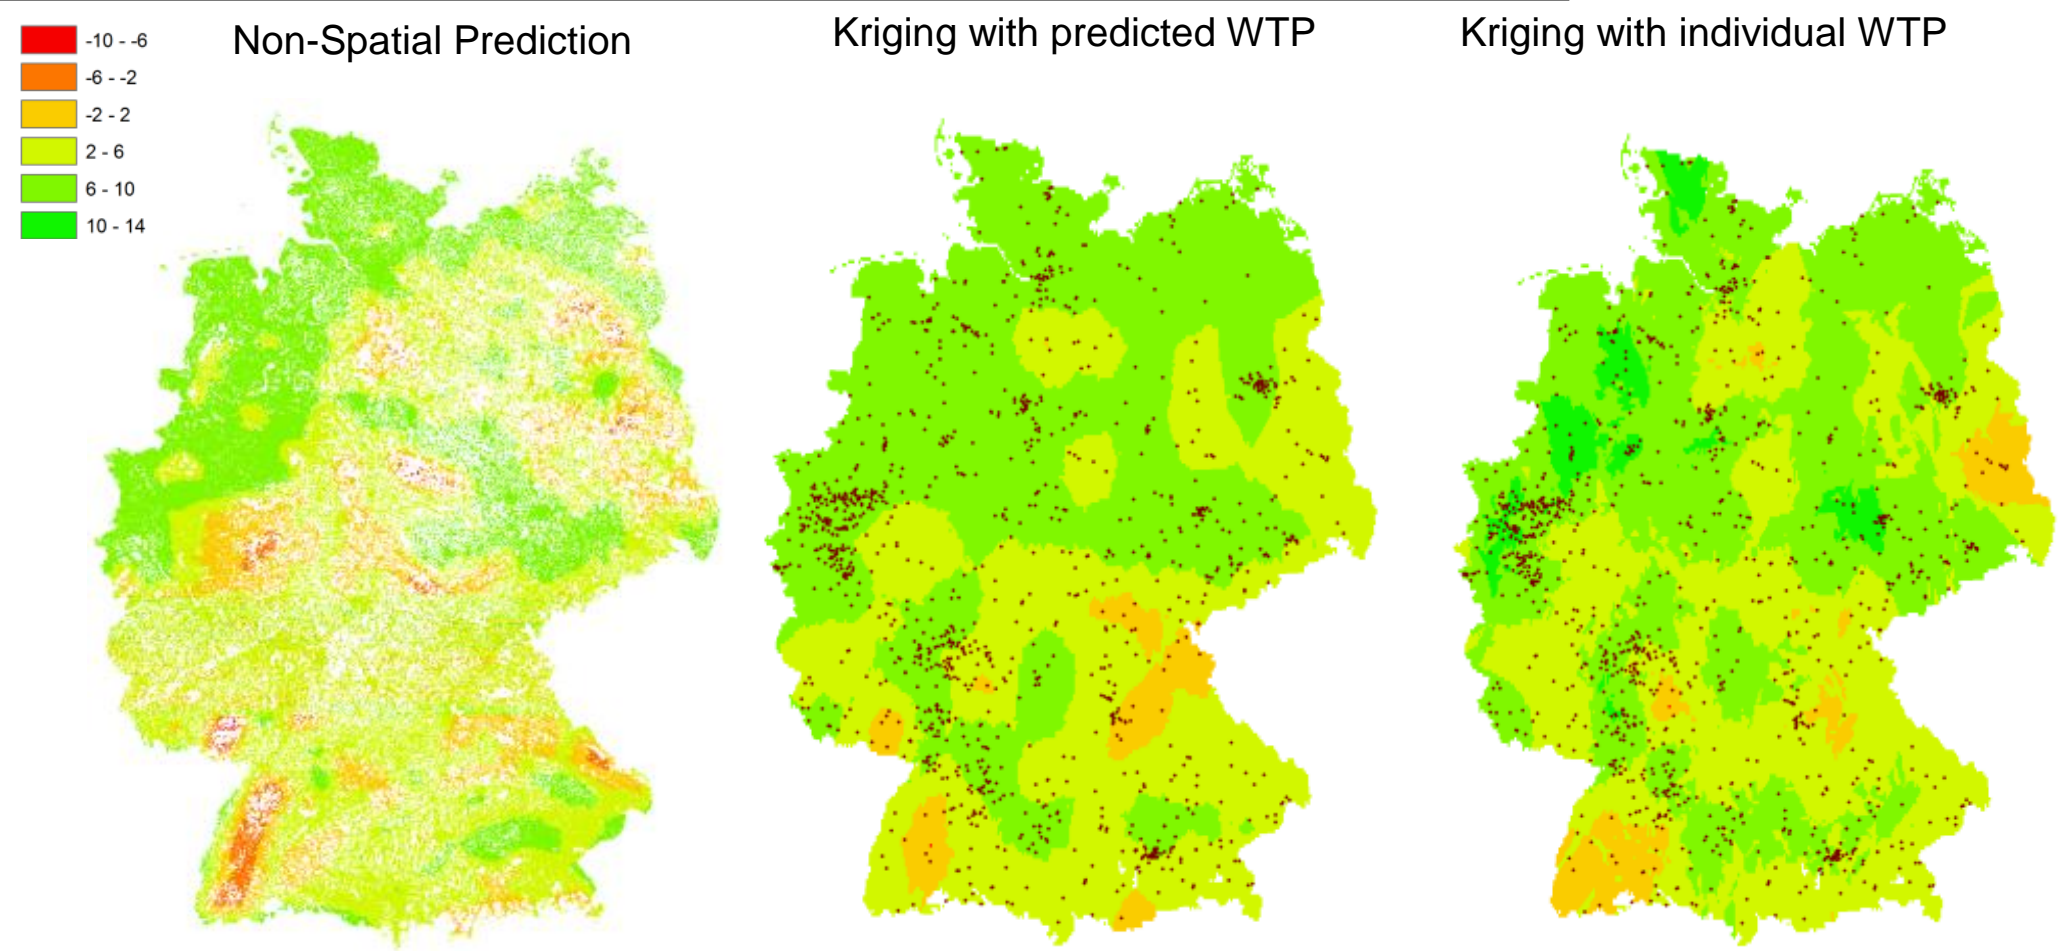 Non-Spatial Prediction
Kriging with predicted WTP
Kriging with individual WTP
-10 - -6
-6 - -2
-2 - 2
2 - 6
6 - 10
10 - 14